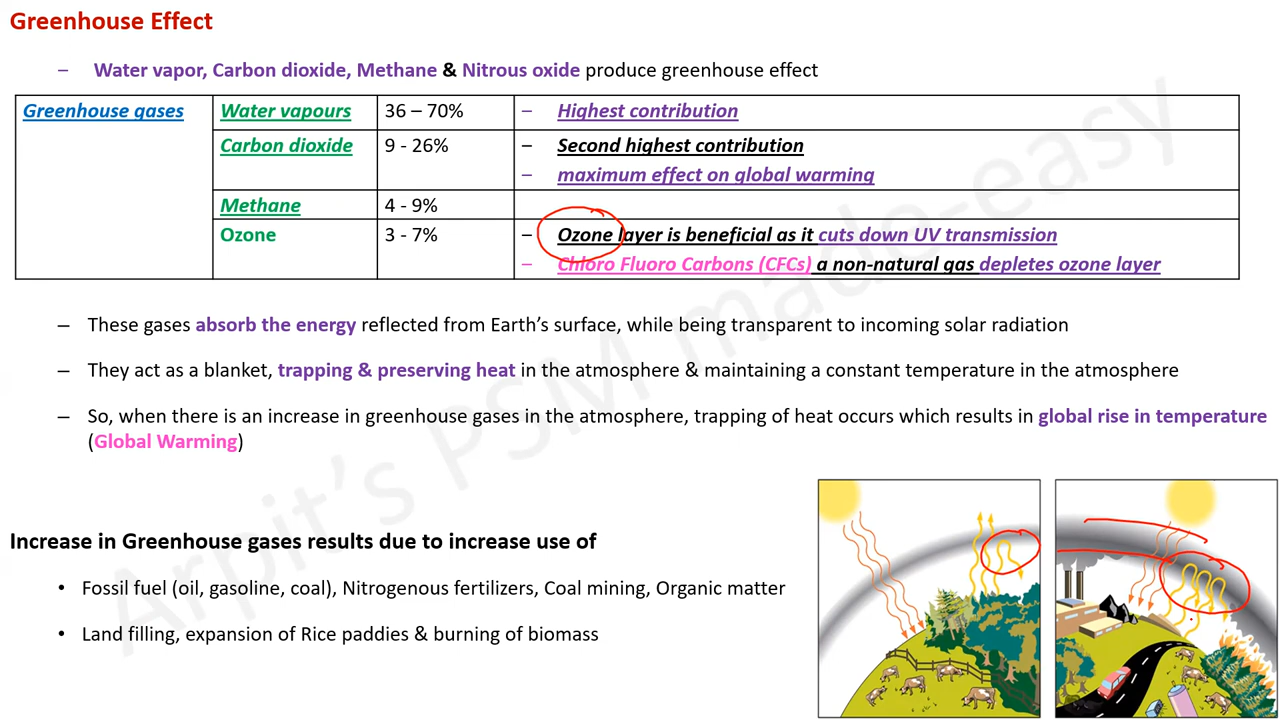 Greenhouse Effect
– Water vapor, Carbon dioxide, Methane & Nitrous oxide produce greenhouse effect
Greenhouse gases Water vapours 36 – 70% – Highest contribution
Carbon dioxide 9 - 26% – Second highest contribution
– maximum effect on global warming
Methane 4 - 9%
Ozone 3 - 7% – Ozone layer is beneficial as it cuts down UV transmission
– Chloro Fluoro Carbons (CFCs) a non-natural gas depletes ozone layer
– These gases absorb the energy reflected from Earth's surface, while being transparent to incoming solar radiation
– They act as a blanket, trapping & preserving heat in the atmosphere & maintaining a constant temperature in the atmosphere
– So, when there is an increase in greenhouse gases in the atmosphere, trapping of heat occurs which results in global rise in temperature
(Global Warming)
Increase in Greenhouse gases results due to increase use of
• Fossil fuel (oil, gasoline, coal), Nitrogenous fertilizers, Coal mining, Organic matter
• Land filling, expansion of Rice paddies & burning of biomass
Arpit's PSM made-easy